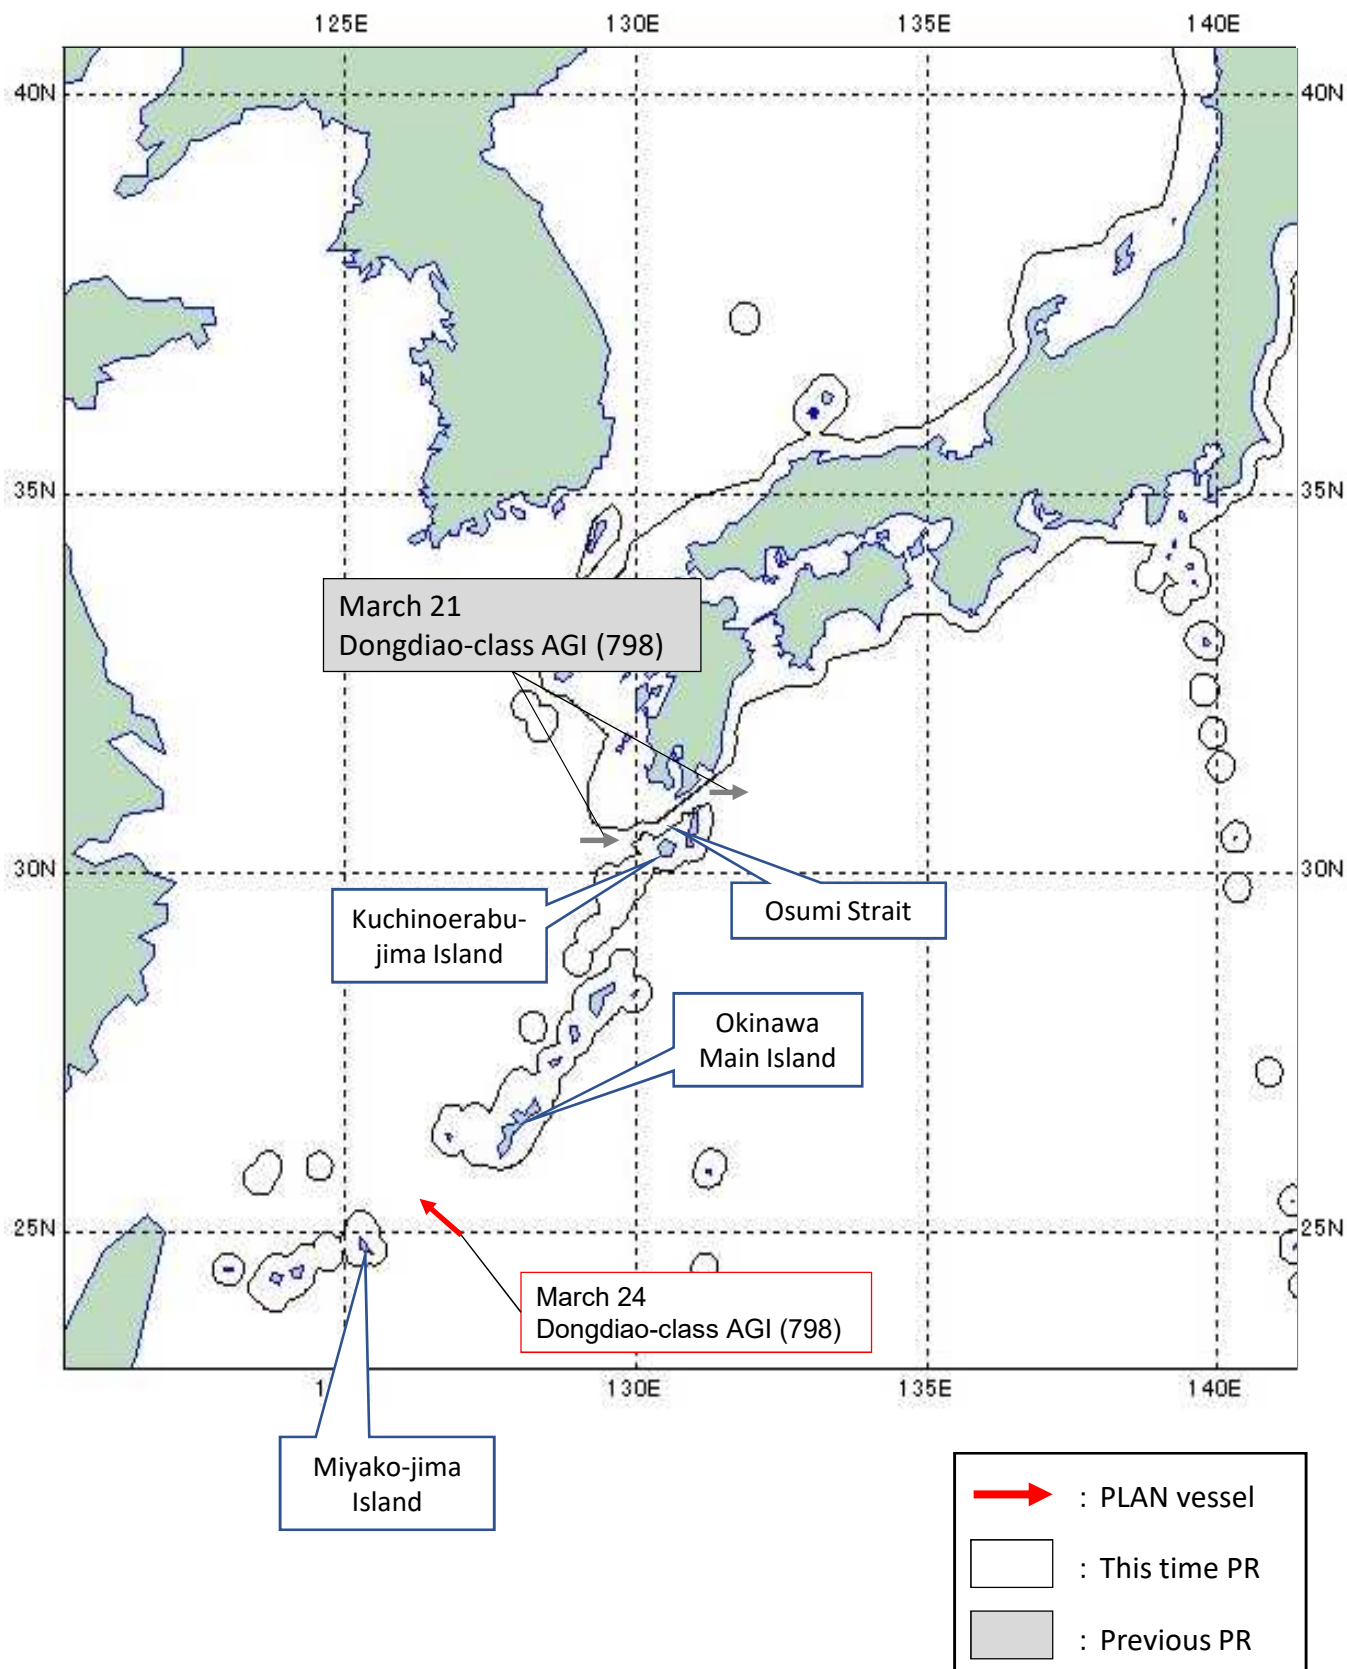 125E 130E 135E 140E
40N 40N
35N 35N
March 21
Dongdiao-class AGI (798)
30N 30N
Kuchinoerabu-
jima Island
Osumi Strait
Okinawa
Main Island
25N 25N
March 24
Dongdiao-class AGI (798)
1 130E 135E 140E
Miyako-jima
Island
: PLAN vessel
: This time PR
: Previous PR